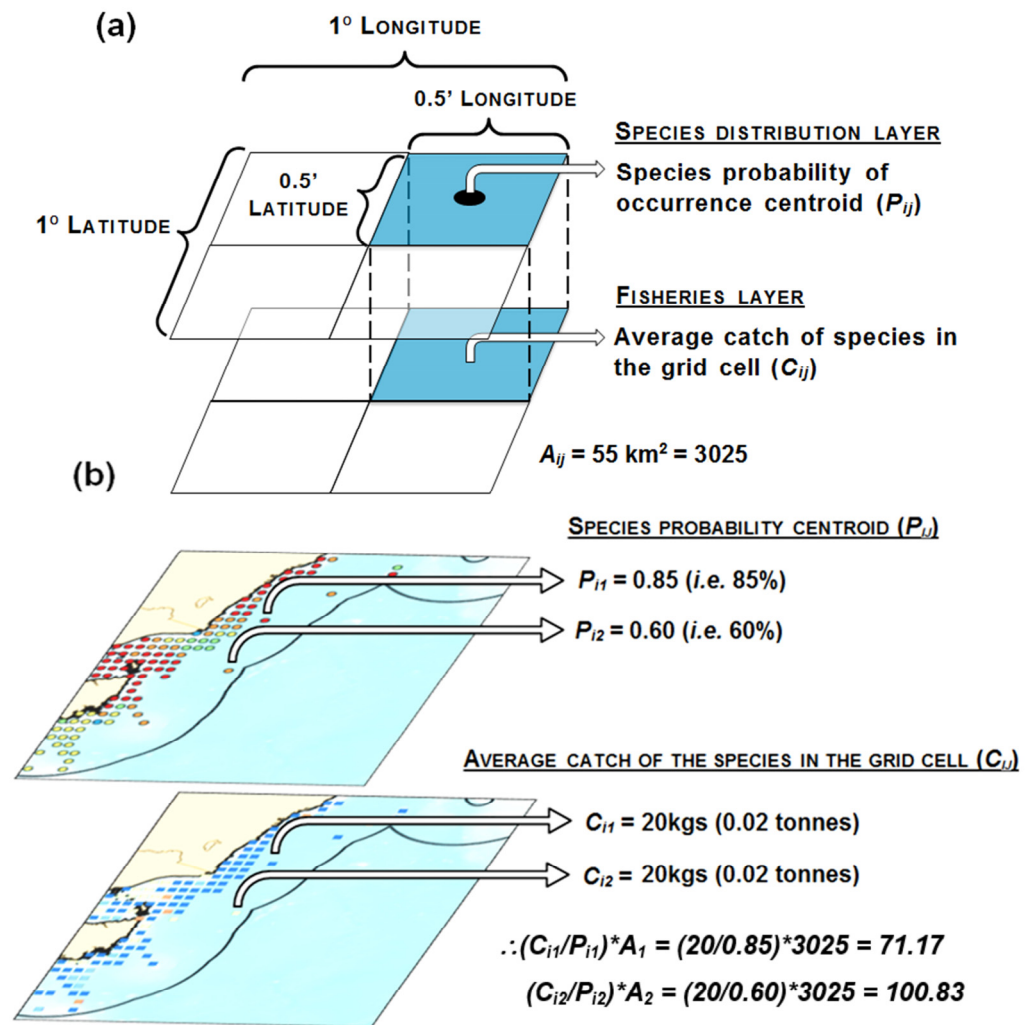 (a)
1° LONGITUDE
0.5' LONGITUDE
SPECIES DISTRIBUTION LAYER
0.5'
LATITUDE
Species probability of
occurrence centroid (Pij)
1° LATITUDE
FISHERIES LAYER
Average catch of species in
the grid cell (Cij)
Aij = 55 km² = 3025
(b)
SPECIES PROBABILITY CENTROID (PIJ)
Pi1 = 0.85 (i.e. 85%)
Pi2 = 0.60 (i.e. 60%)
AVERAGE CATCH OF THE SPECIES IN THE GRID CELL (CIJ)
Ci1 = 20kgs (0.02 tonnes)
Ci2 = 20kgs (0.02 tonnes)
∴(Ci1/Pi1)*A1 = (20/0.85)*3025 = 71.17
(Ci2/Pi2)*A2 = (20/0.60)*3025 = 100.83